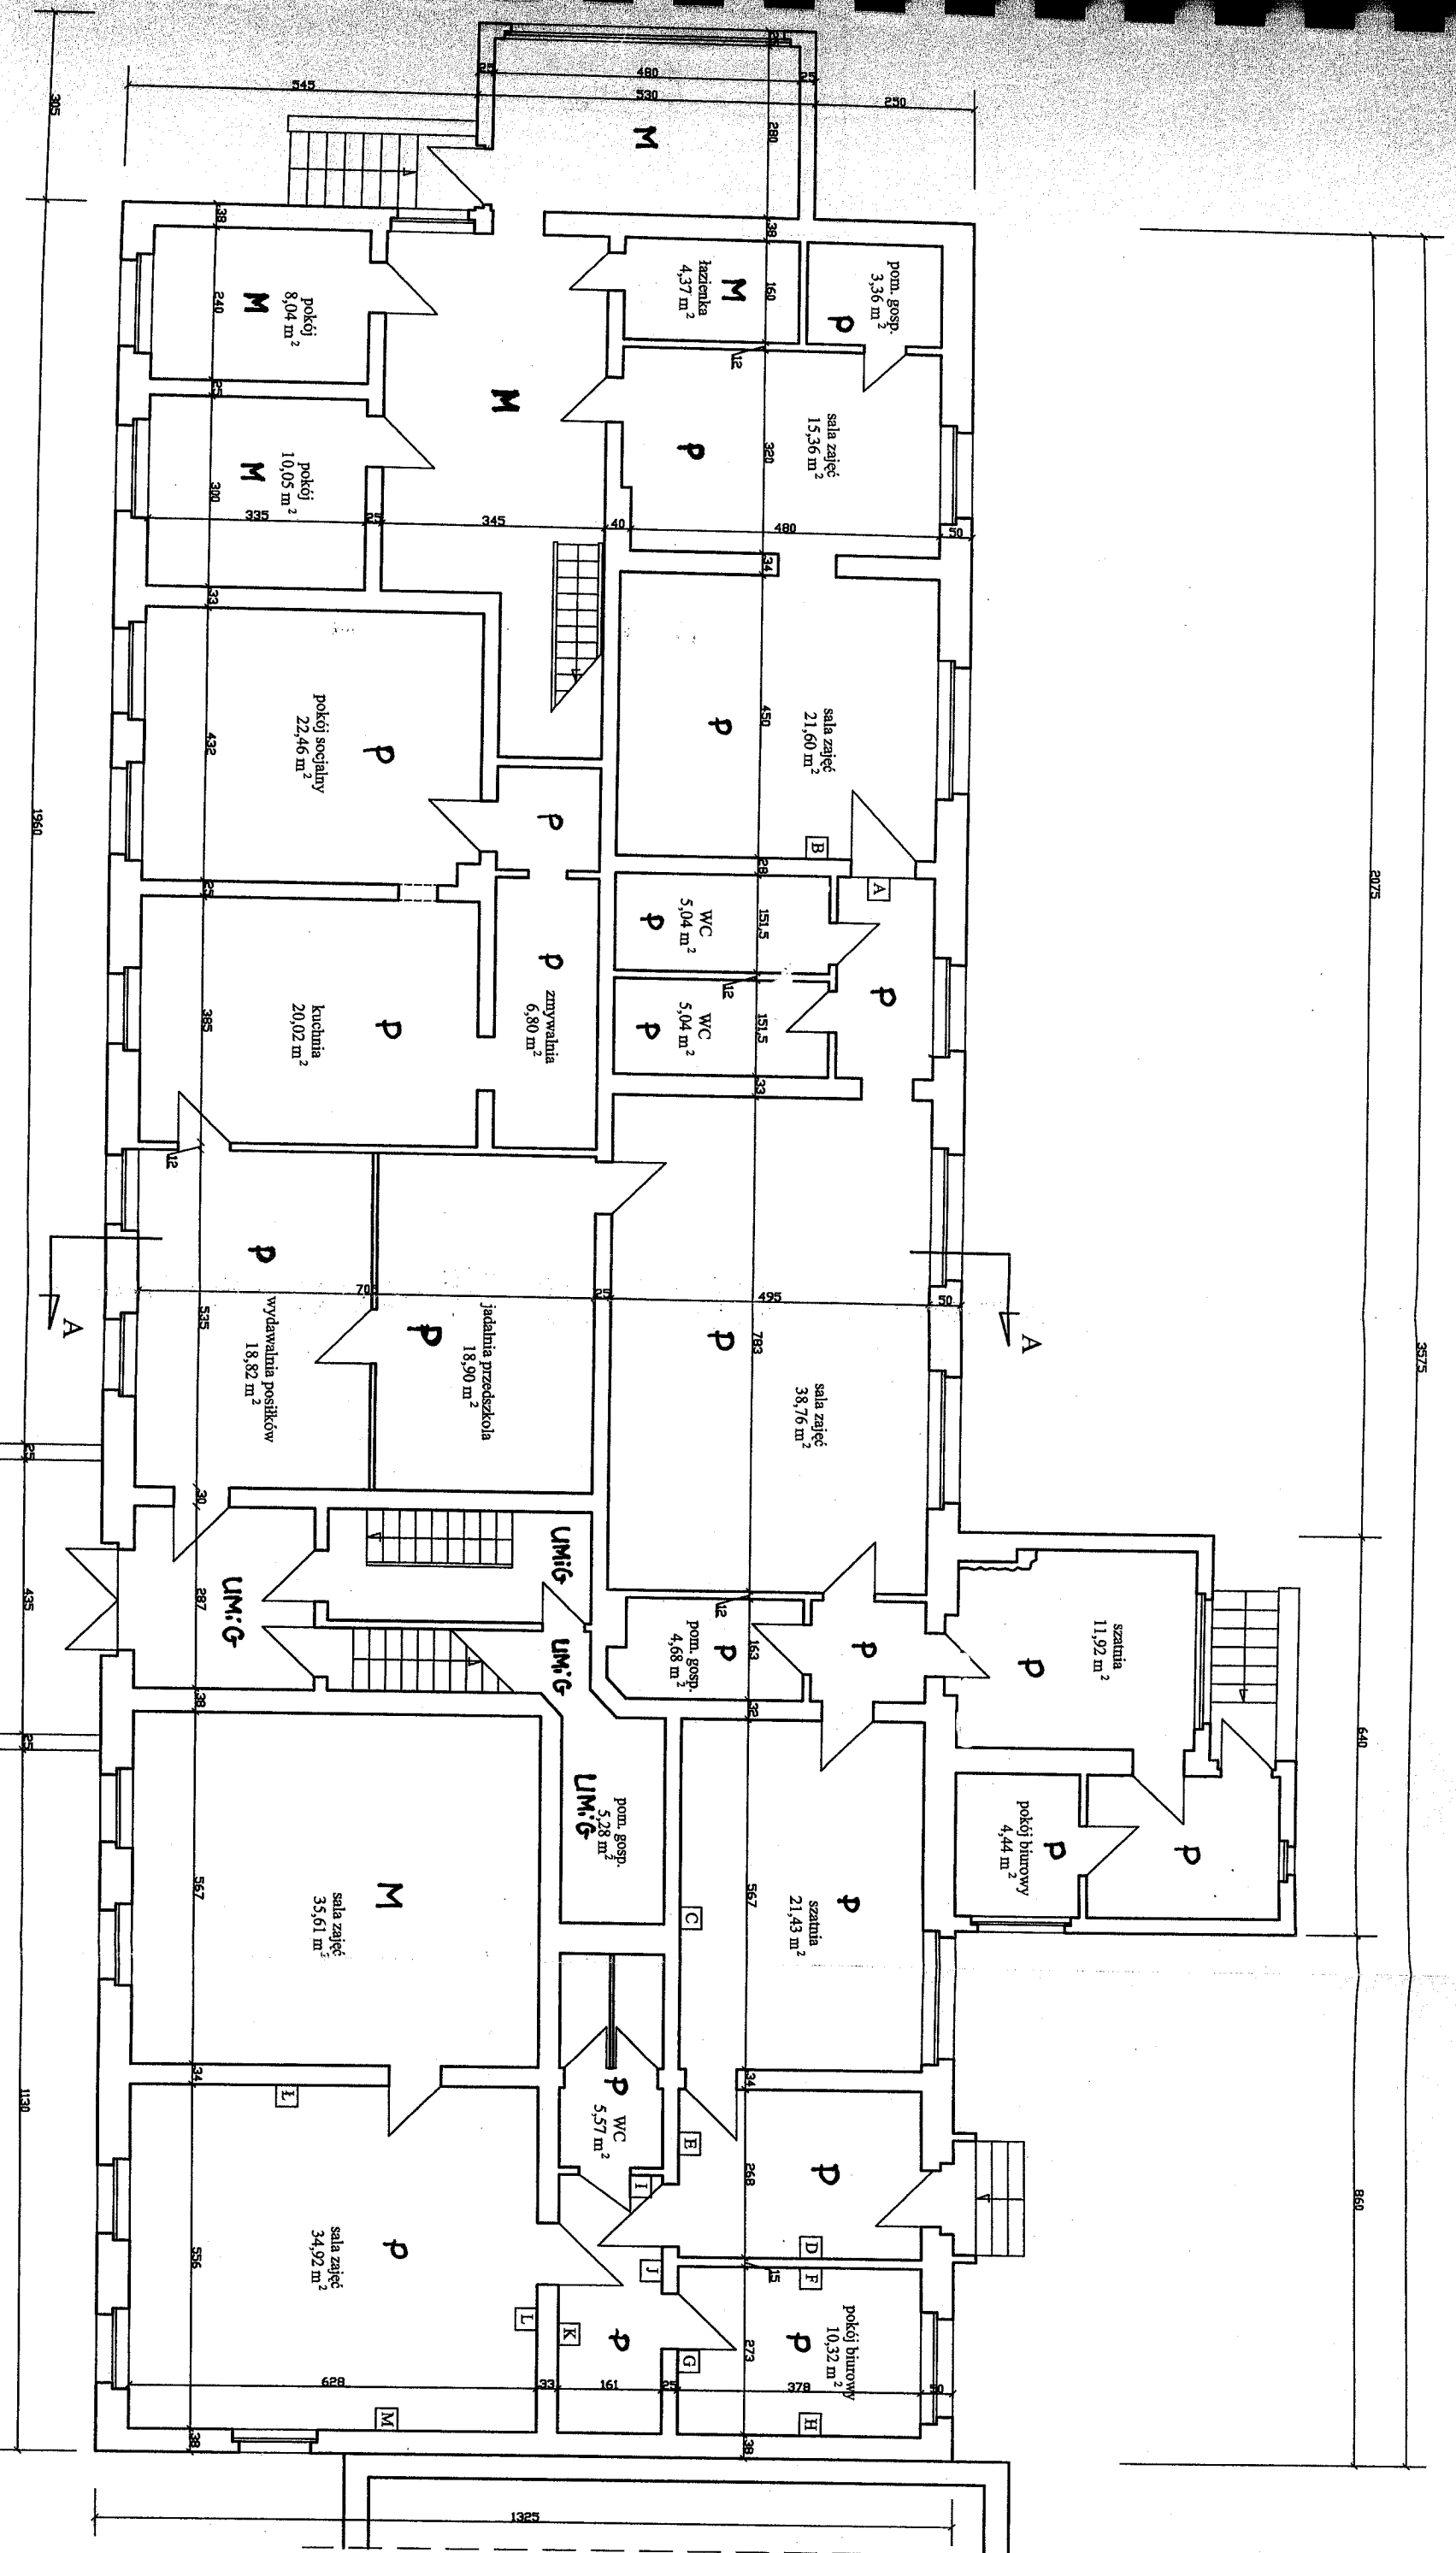 305
545
25
480
530
25
21
250
280
M
38
38
łazienka
4,37 m²
M
160
pom. gosp.
3,36 m²
P
pokój
8,04 m²
M
240
25
M
12
sala zajęć
15,36 m²
P
320
pokój
10,05 m²
M
300
335
25
345
40
480
50
34
33
pokój socjalny
22,46 m²
P
432
sala zajęć
21,60 m²
P
450
B
A
28
P
25
WC
5,04 m²
P
151,5
12
WC
5,04 m²
P
151,5
P
33
zmywalnia
6,80 m²
P
kuchnia
20,02 m²
P
385
12
1960
2075
3575
A
A
wydawalnia posiłków
18,82 m²
P
535
jadalnia przedszkola
18,90 m²
P
25
495
50
783
sala zajęć
38,76 m²
P
25
435
25
30
287
UMiG
UMiG
UMiG
38
12
pom. gosp.
4,68 m²
P
163
P
32
szatnia
11,92 m²
P
640
pokój biurowy
4,44 m²
P
P
pom. gosp.
5,28 m²
UMiG
sala zajęć
35,61 m²
M
567
szatnia
21,43 m²
P
567
C
34
34
L
WC
5,57 m²
P
E
I
268
P
D
J
F
15
860
1130
sala zajęć
34,92 m²
P
556
L
K
P
G
pokój biurowy
10,32 m²
P
273
H
M
628
33
161
25
378
50
38
38
1325